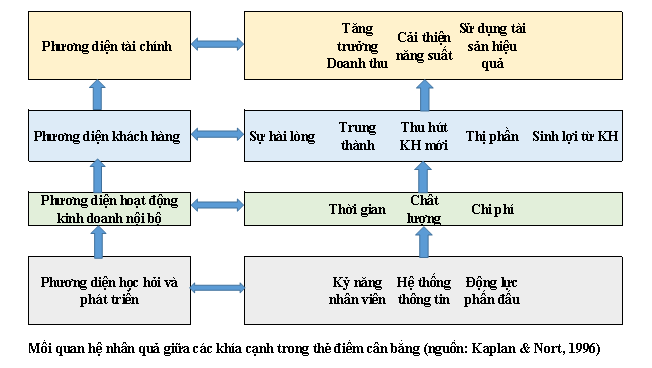 Phương diện tài chính
Tăng
trưởng
Doanh thu
Cải thiện
năng suất
Sử dụng tài
sản hiệu
quả
Phương diện khách hàng
Sự hài lòng
Trung
thành
Thu hút
KH mới
Thị phần
Sinh lợi từ KH
Phương diện hoạt động
kinh doanh nội bộ
Thời gian
Chất
lượng
Chi phí
Phương diện học hỏi và
phát triển
Kỹ năng
nhân viên
Hệ thống
thông tin
Động lực
phấn đấu
Mối quan hệ nhân quả giữa các khía cạnh trong thẻ điểm cân bằng (nguồn: Kaplan & Nort, 1996)